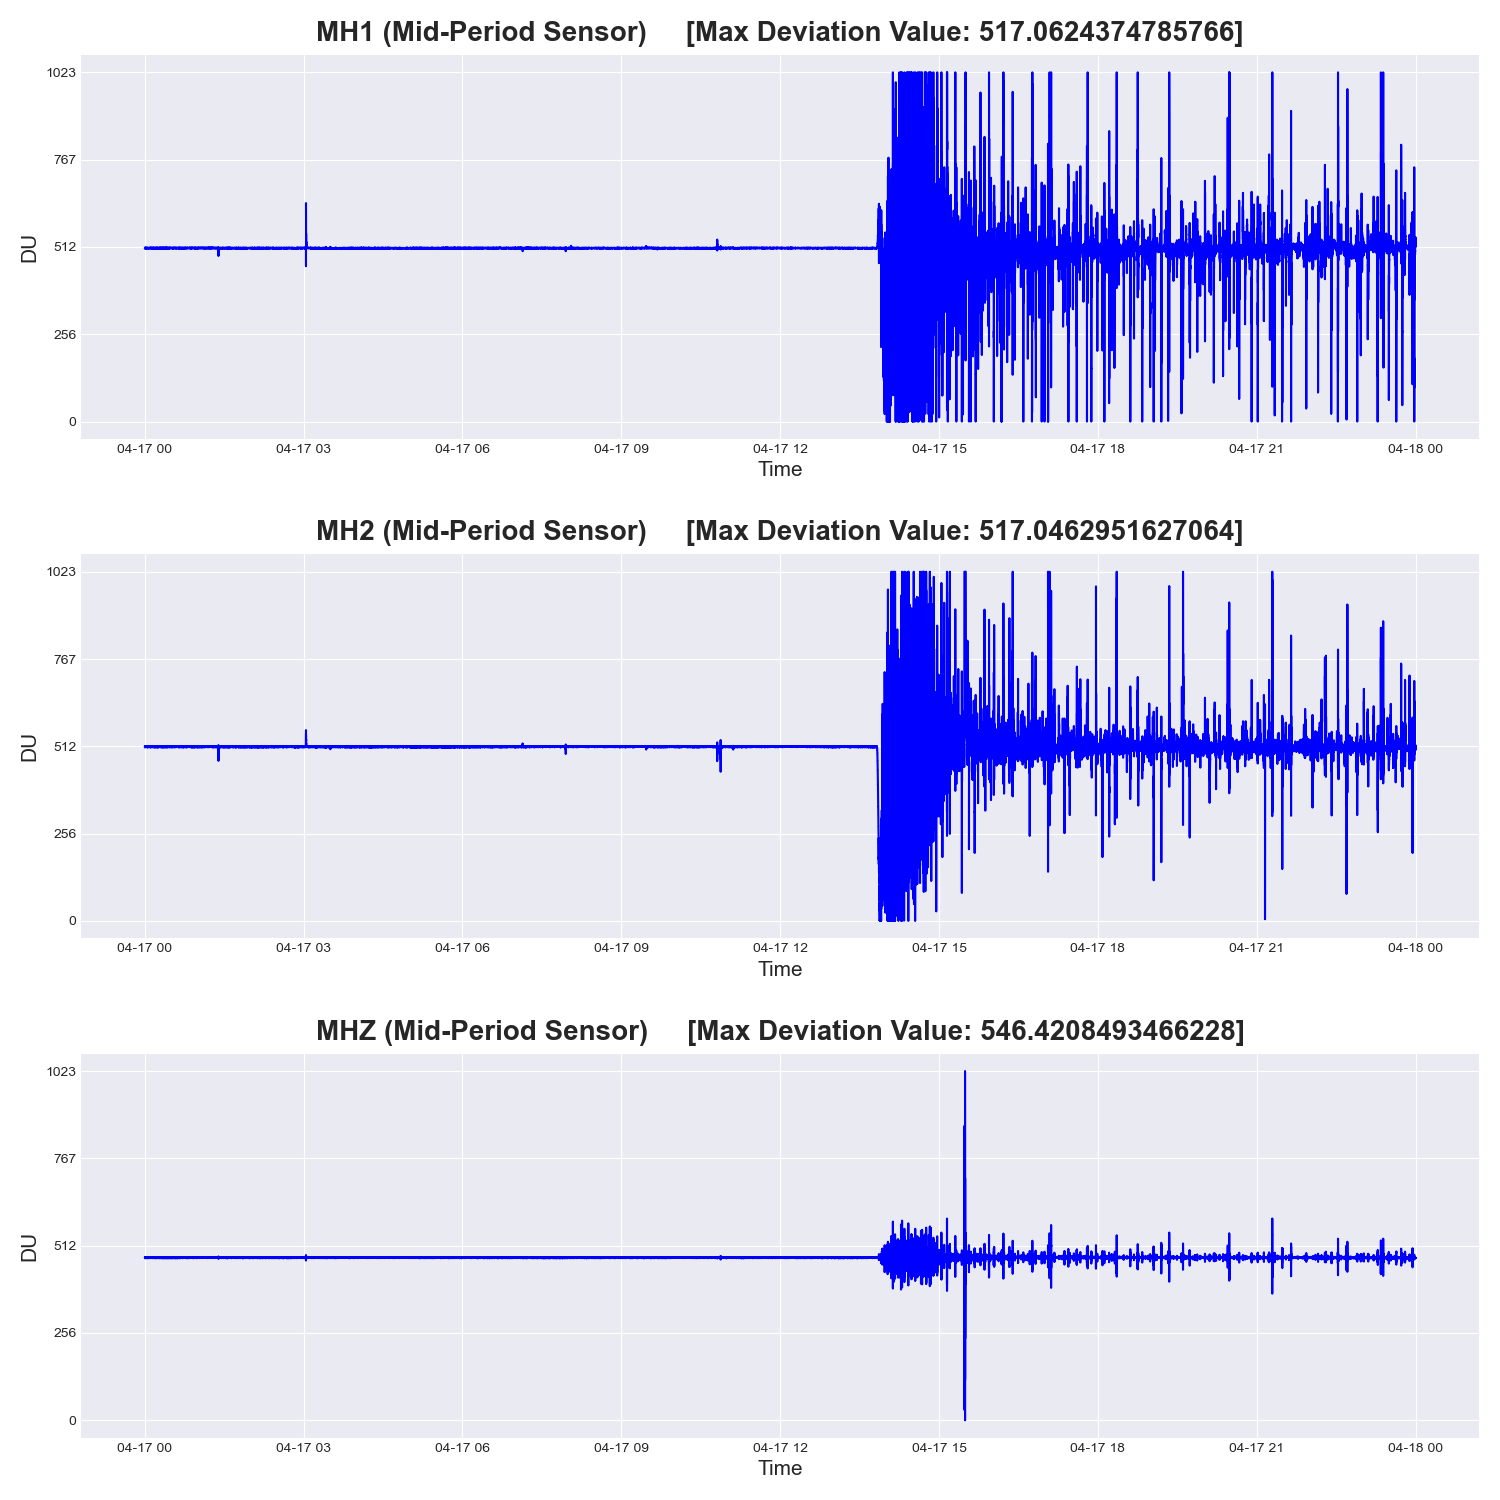 MH1 (Mid-Period Sensor) [Max Deviation Value: 517.0624374785766]
1023
767
512
256
0
DU
04-17 00 04-17 03 04-17 06 04-17 09 04-17 12 04-17 15 04-17 18 04-17 21 04-18 00
Time
MH2 (Mid-Period Sensor) [Max Deviation Value: 517.0462951627064]
1023
767
512
256
0
DU
04-17 00 04-17 03 04-17 06 04-17 09 04-17 12 04-17 15 04-17 18 04-17 21 04-18 00
Time
MHZ (Mid-Period Sensor) [Max Deviation Value: 546.4208493466228]
1023
767
512
256
0
DU
04-17 00 04-17 03 04-17 06 04-17 09 04-17 12 04-17 15 04-17 18 04-17 21 04-18 00
Time